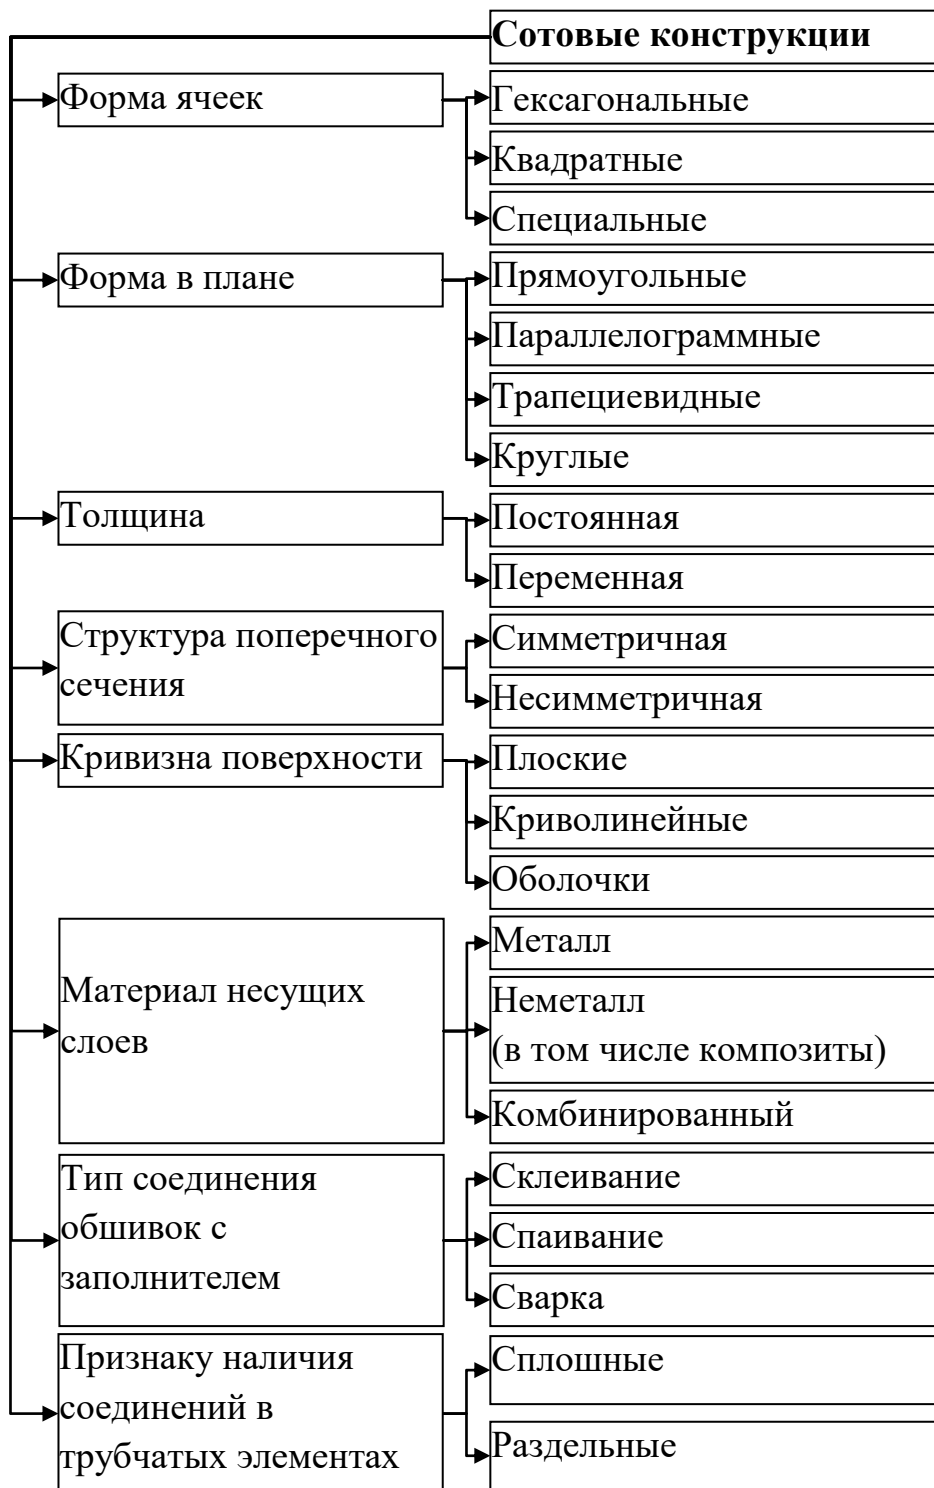 Сотовые конструкции
Форма ячеек
Гексагональные
Квадратные
Специальные
Форма в плане
Прямоугольные
Параллелограммные
Трапециевидные
Круглые
Толщина
Постоянная
Переменная
Структура поперечного
сечения
Симметричная
Несимметричная
Кривизна поверхности
Плоские
Криволинейные
Оболочки
Материал несущих
слоев
Металл
Неметалл
(в том числе композиты)
Комбинированный
Тип соединения
обшивок с
заполнителем
Склеивание
Спаивание
Сварка
Признаку наличия
соединений в
трубчатых элементах
Сплошные
Раздельные